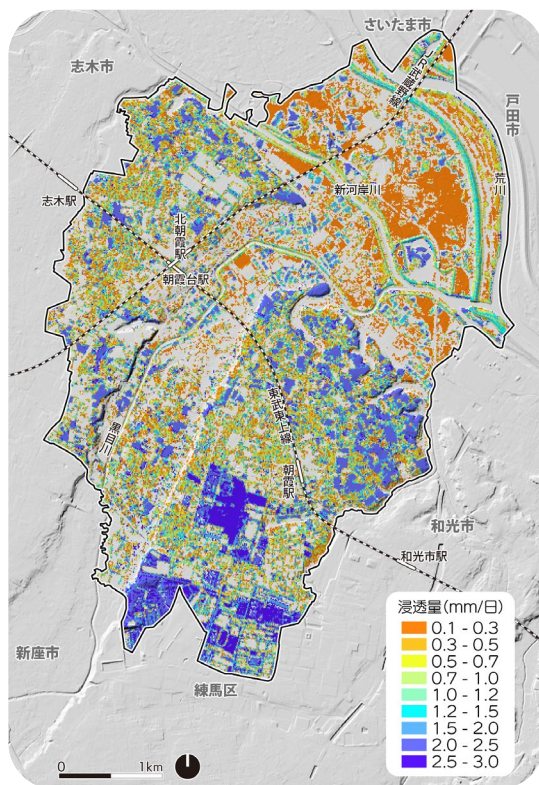 さいたま市
志木市
JR武蔵野線
戸田市
荒川
新河岸川
志木駅
北朝霞駅
朝霞台駅
東武東上線
黒目川
朝霞駅
和光市
和光市駅
新座市
練馬区
浸透量(mm/日)
0.1 - 0.3
0.3 - 0.5
0.5 - 0.7
0.7 - 1.0
1.0 - 1.2
1.2 - 1.5
1.5 - 2.0
2.0 - 2.5
2.5 - 3.0
0 1km